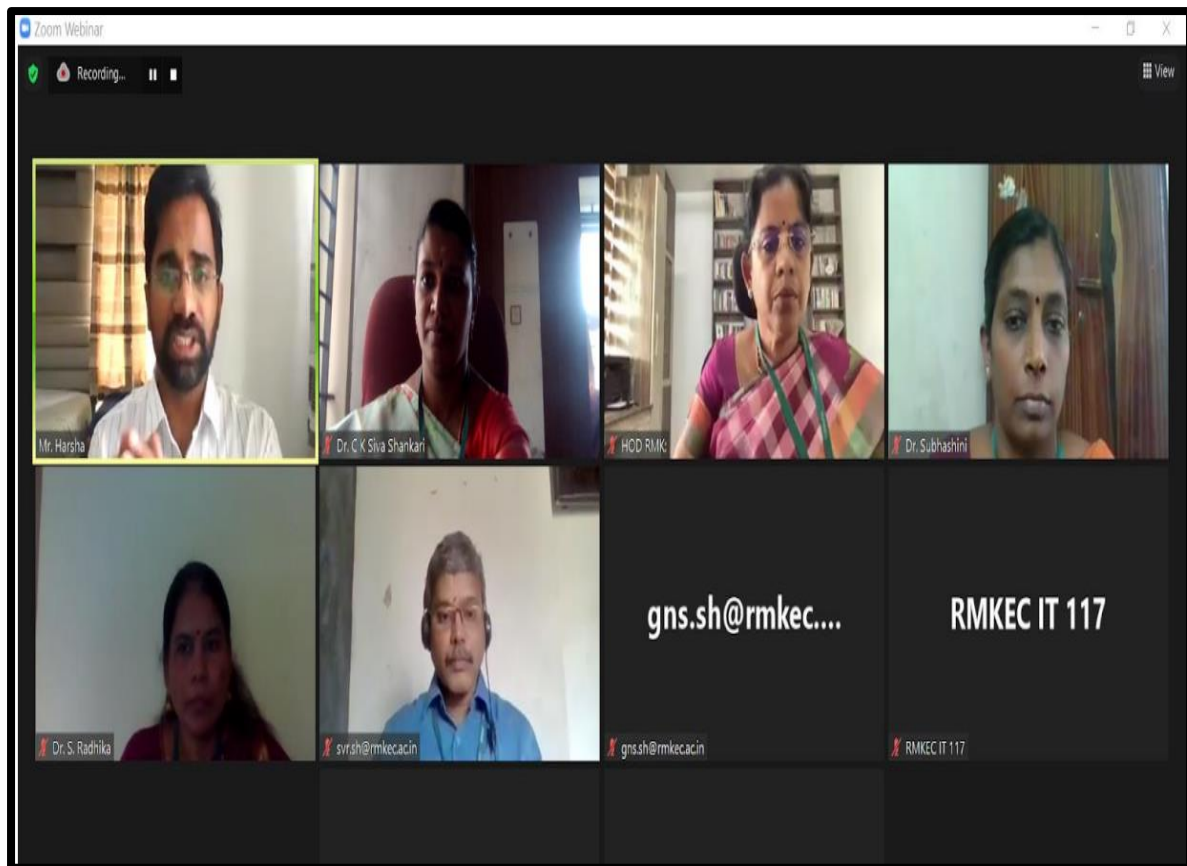 Zoom Webinar
Recording...
View
Mr. Harsha
Dr. C K Siva Shankari
HOD RMK:
Dr. Subhashini
gns.sh@rmkec....
RMKEC IT 117
Dr. S. Radhika
svr.sh@rmkec.ac.in
gns.sh@rmkec.ac.in
RMKEC IT 117